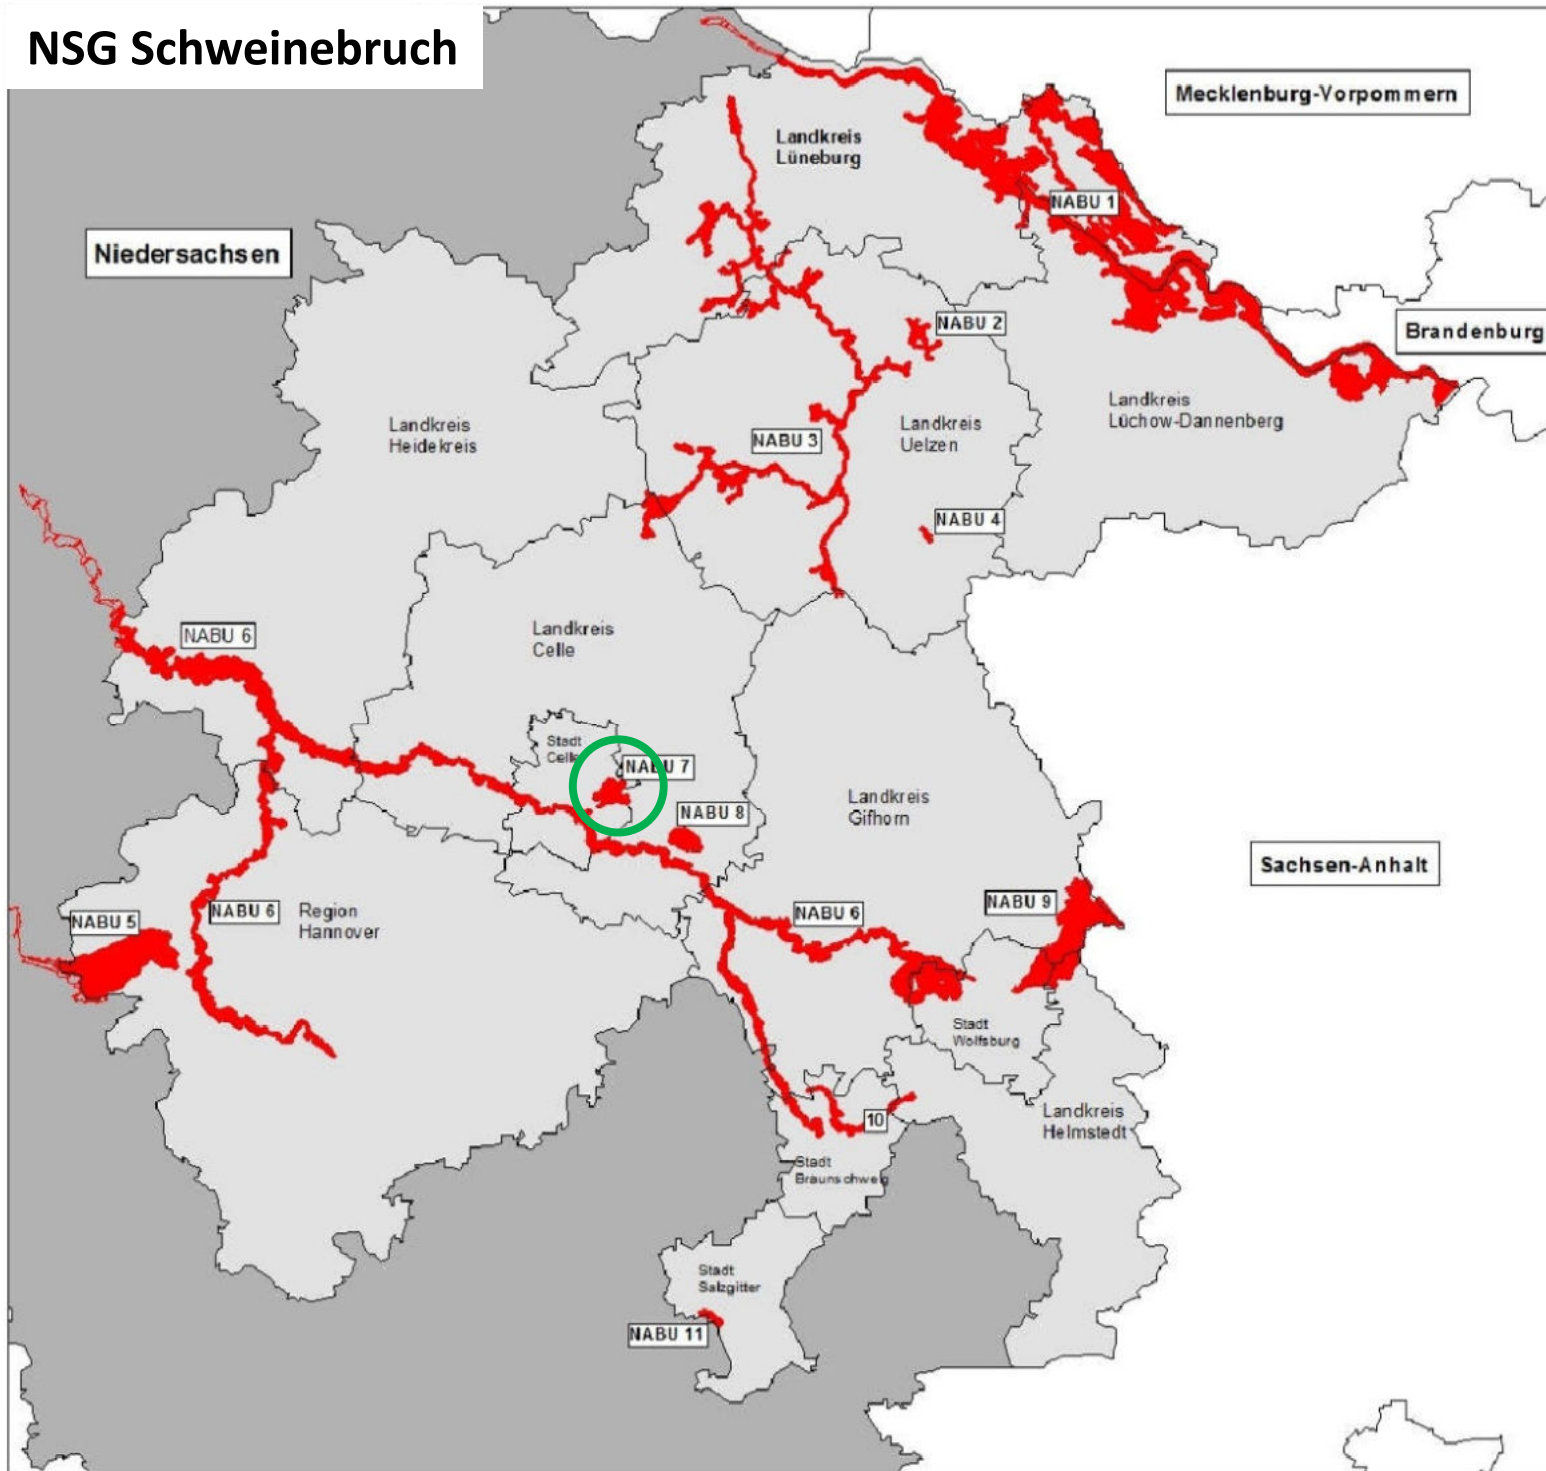 NSG Schweinebruch
Mecklenburg-Vorpommern
Landkreis
Lüneburg
NABU 1
Niedersachsen
NABU 2
Brandenburg
Landkreis
Lüchow-Dannenberg
Landkreis
Heidekreis
Landkreis
Uelzen
NABU 3
NABU 4
NABU 6
Landkreis
Celle
Stadt
Celle
NABU 7
NABU 8
Landkreis
Gifhorn
Sachsen-Anhalt
NABU 9
NABU 5
NABU 6
Region
Hannover
NABU 6
Stadt
Wolfsburg
10
Landkreis
Helmstedt
Stadt
Braunschweig
Stadt
Salzgitter
NABU 11